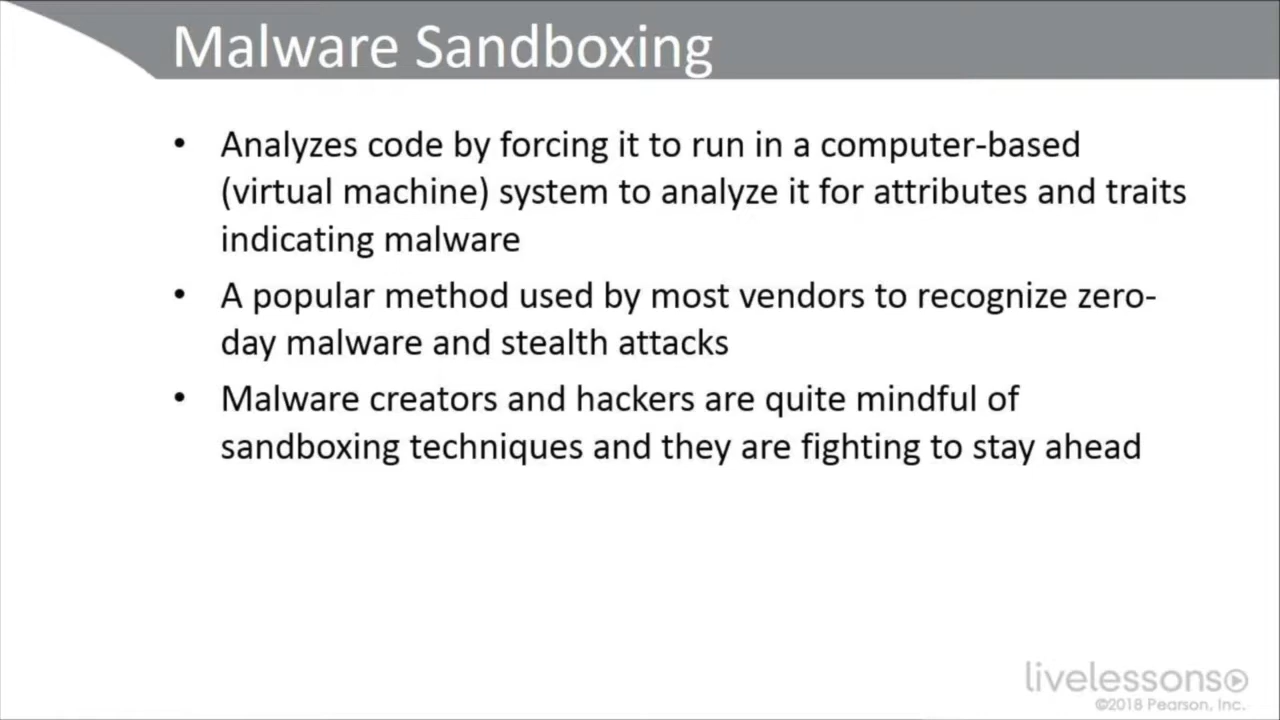 Malware Sandboxing
• Analyzes code by forcing it to run in a computer-based
(virtual machine) system to analyze it for attributes and traits
indicating malware
• A popular method used by most vendors to recognize zero-
day malware and stealth attacks
• Malware creators and hackers are quite mindful of
sandboxing techniques and they are fighting to stay ahead
livelessons
©2018 Pearson, Inc.